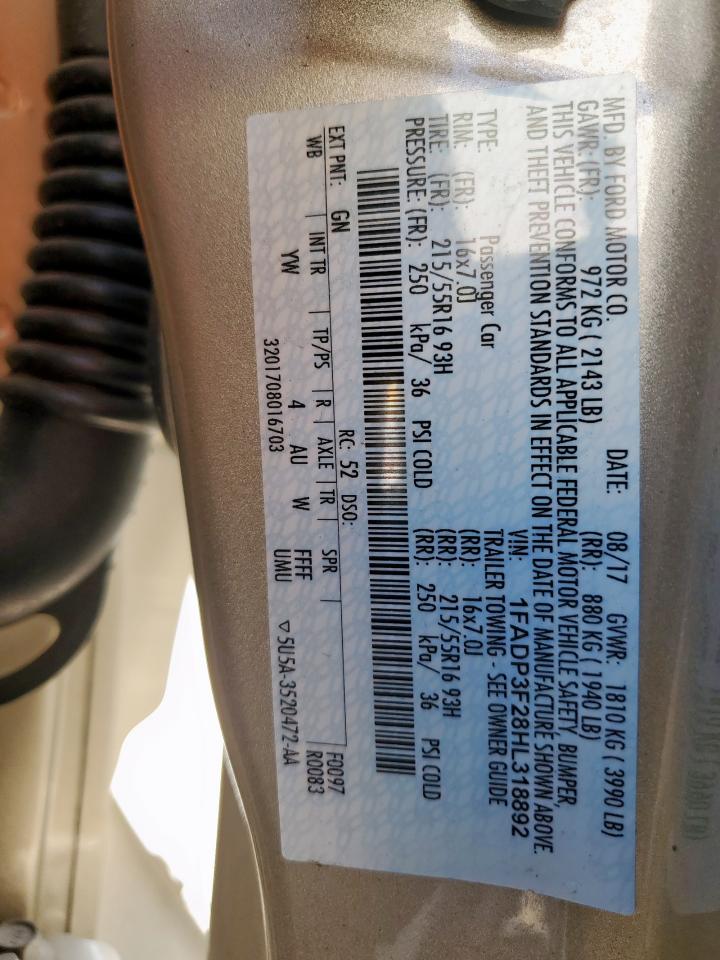 MFD. BY FORD MOTOR CO.
DATE: 08/17 GVWR: 1810 KG ( 3990 LB)
GAWR: (FR): 972 KG ( 2143 LB) (RR): 880 KG ( 1940 LB)
THIS VEHICLE CONFORMS TO ALL APPLICABLE FEDERAL MOTOR VEHICLE SAFETY, BUMPER,
AND THEFT PREVENTION STANDARDS IN EFFECT ON THE DATE OF MANUFACTURE SHOWN ABOVE.
VIN: 1FADP3F28HL318892
TYPE: Passenger Car TRAILER TOWING - SEE OWNER GUIDE
RIM: (FR): 16x7.0J (RR): 16x7.0J
TIRE: (FR): 215/55R16 93H (RR): 215/55R16 93H
PRESSURE: (FR): 250 kPa/ 36 PSI COLD (RR): 250 kPa/ 36 PSI COLD
EXT PNT: GN RC: 52 DSO: F0097
WB INT TR TP/PS R AXLE TR SPR R0083
YW 4 AU W FFFF
UMU
3201708016703 ▽5U5A-3520472-AA